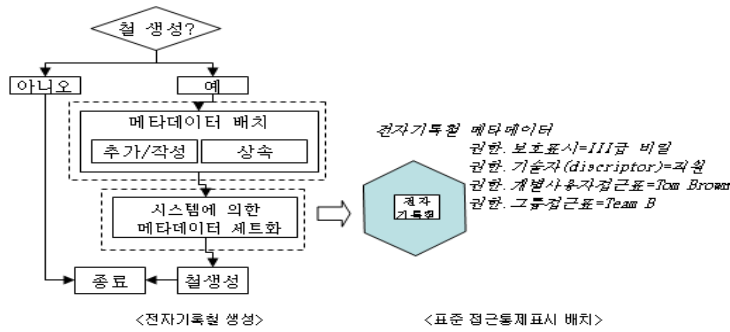 철 생성?
아니오
예
메타데이터 배치
추가/작성
상속
시스템에 의한
메타데이터 세트화
종료
철생성
<전자기록철 생성>
전자기록철 메타데이터
권한.보호표시=III급 비밀
권한.기술자(discriptor)=직원
권한.개별사용자접근표=Tom Brown
권한.그룹접근표=Team B
전자
기록철
<표준 접근통제표시 배치>